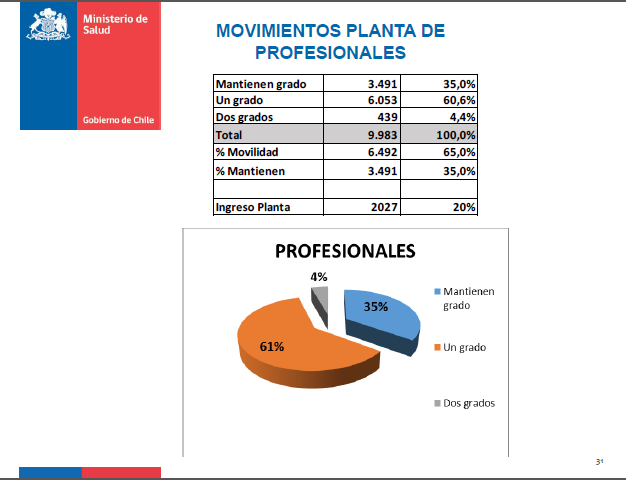 Ministerio de
Salud
Gobierno de Chile
MOVIMIENTOS PLANTA DE
PROFESIONALES
Mantienen grado 3.491 35,0%
Un grado 6.053 60,6%
Dos grados 439 4,4%
Total 9.983 100,0%
% Movilidad 6.492 65,0%
% Mantienen 3.491 35,0%
Ingreso Planta 2027 20%
PROFESIONALES
4%
35%
61%
Mantienen
grado
Un grado
Dos grados
31